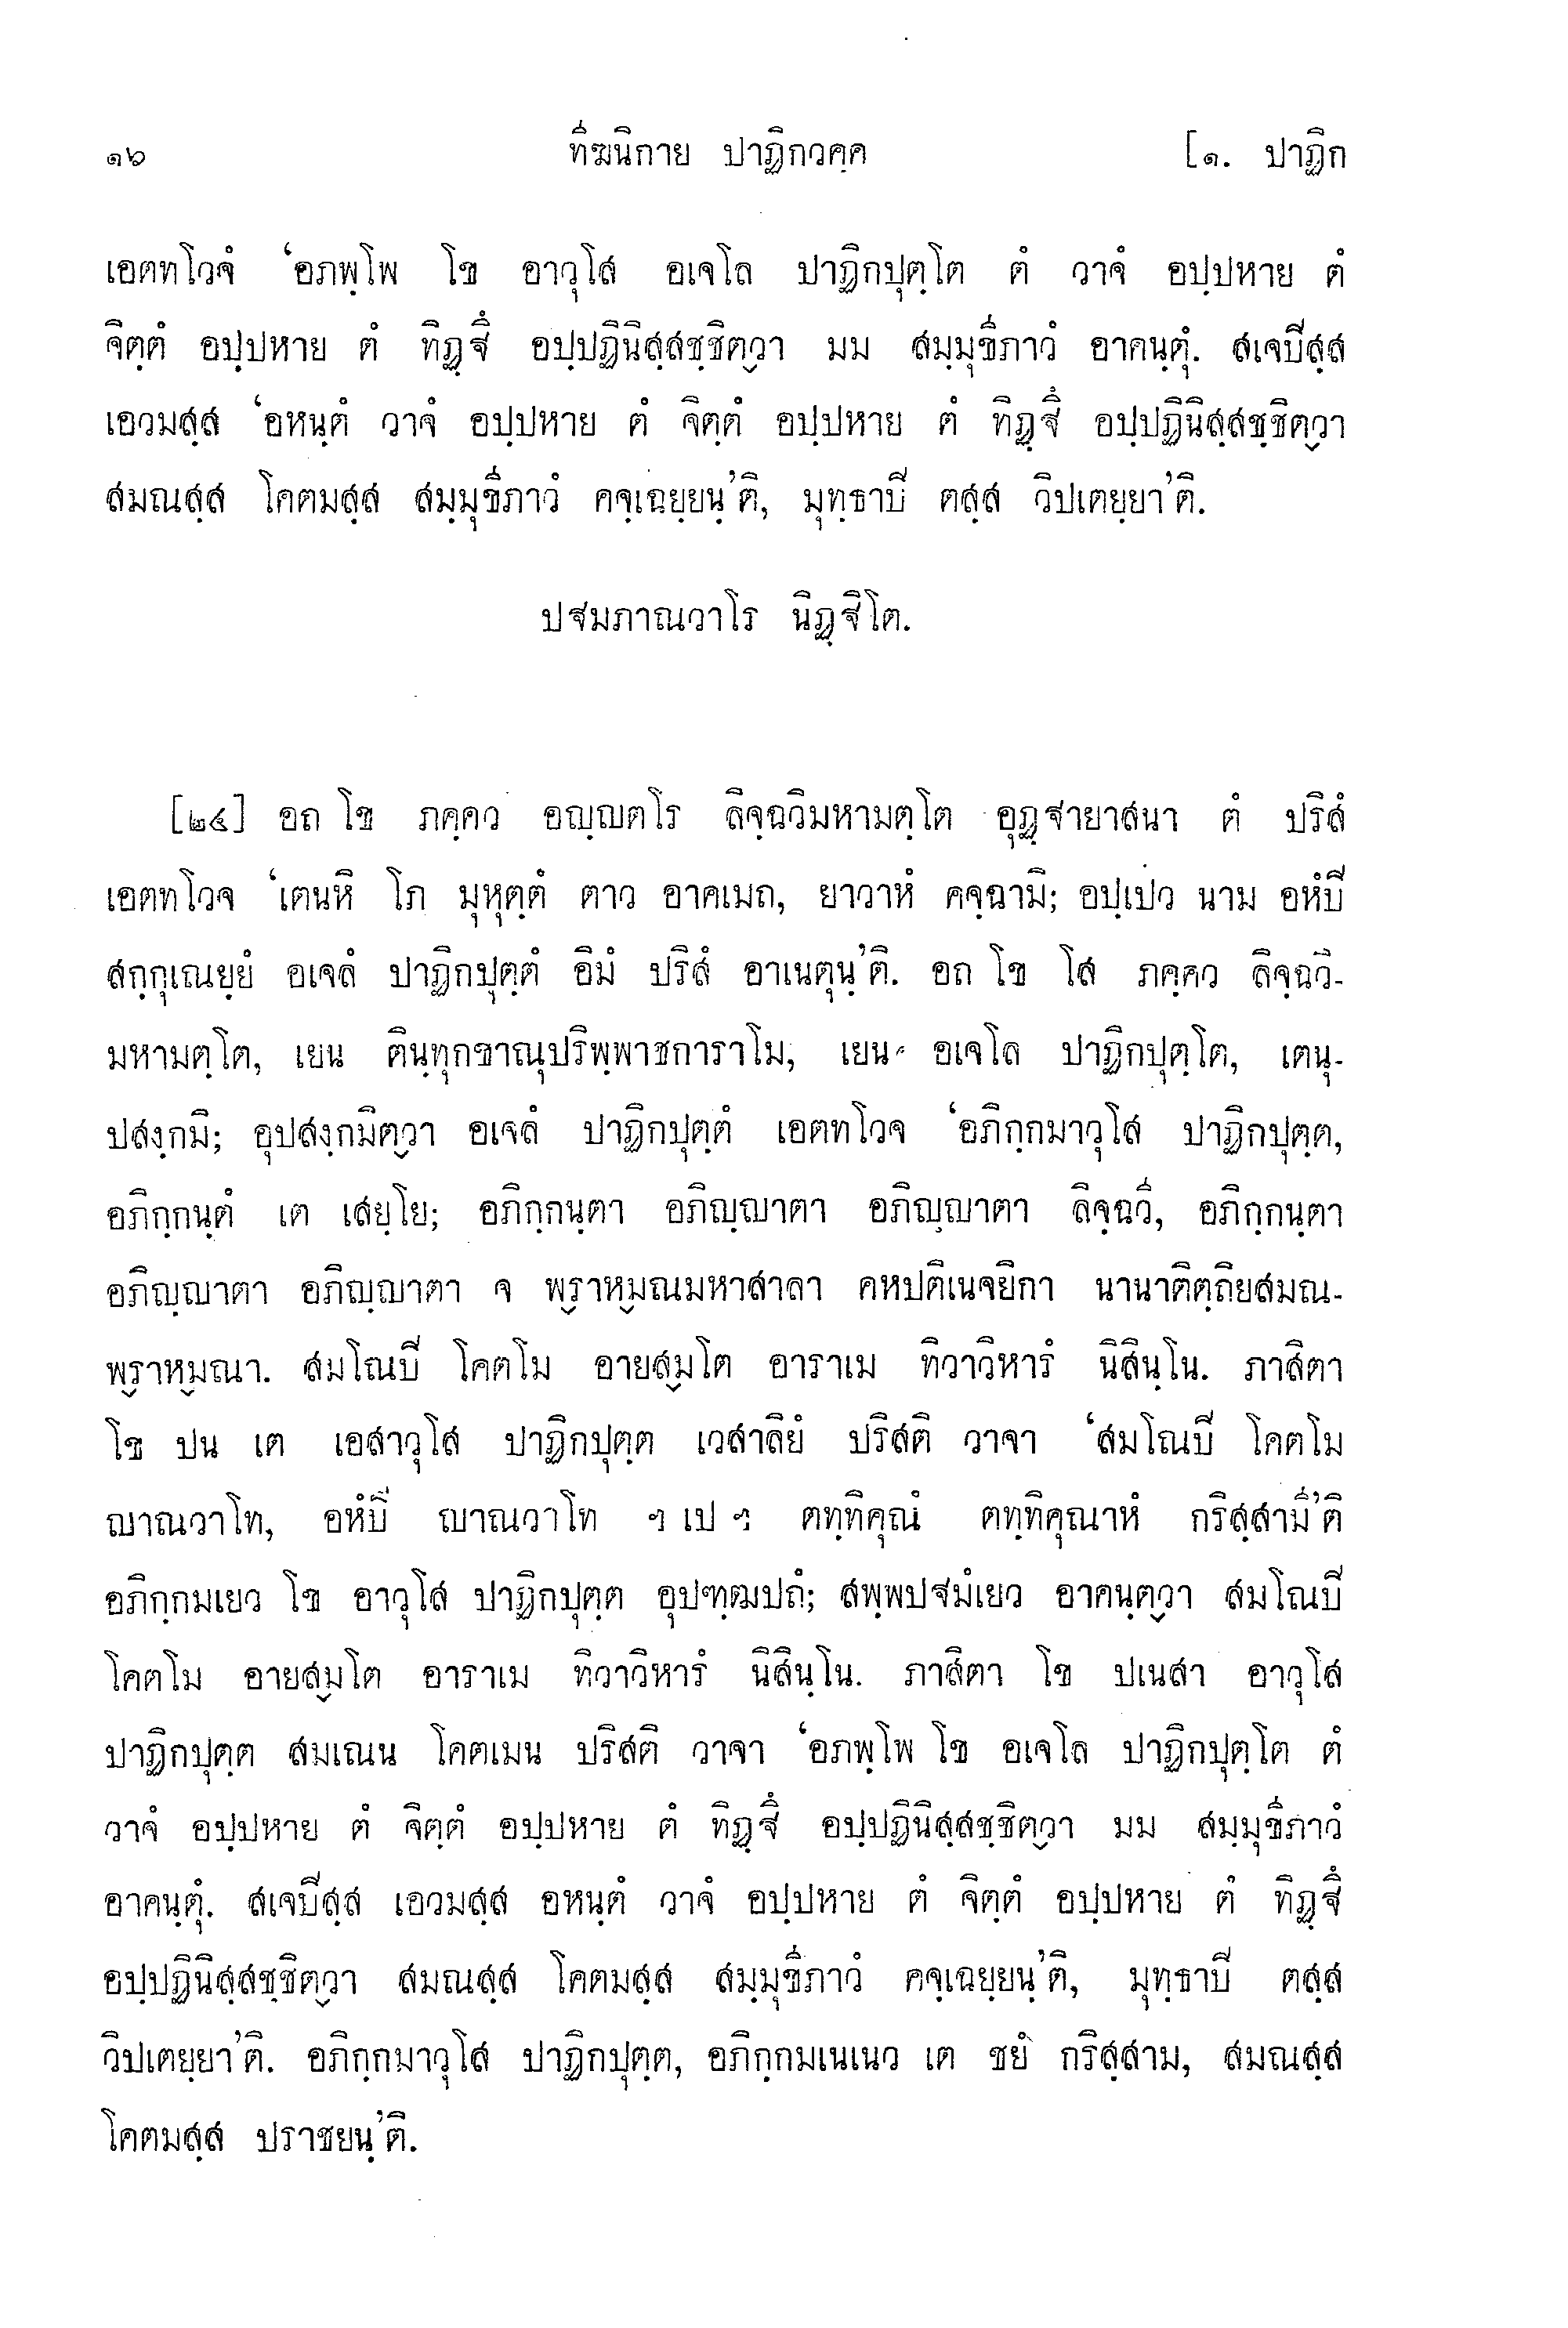 ๑๖ ทีฆนิกาย ปาฏิกวคฺค [๑. ปาฏิก
เอตทโวจํ ‘อภพฺโพ โข อาวุโส อเจโล ปาฏิกปุตฺโต ตํ วาจํ อปฺปหาย ตํ
จิตฺตํ อปฺปหาย ตํ ทิฏฺฐึ อปฺปฏินิสฺสชฺชิตฺวา มม สมฺมุขีภาวํ อาคนฺตุํ. สเจปิสฺส
เอวมสฺส ‘อหนฺตํ วาจํ อปฺปหาย ตํ จิตฺตํ อปฺปหาย ตํ ทิฏฺฐึ อปฺปฏินิสฺสชฺชิตฺวา
สมณสฺส โคตมสฺส สมฺมุขีภาวํ คจฺเฉยฺยนฺ’ติ, มุทฺธาปิ ตสฺส วิปเตยฺยา’ติ.
ปฐมภาณวาโร นิฏฺฐิโต.
[๒๔] อถ โข ภคฺคว อญฺญตโร ลิจฺฉวิมหามตฺโต อุฏฺฐายาสนา ตํ ปริสํ
เอตทโวจ ‘เตนหิ โภ มุหุตฺตํ ตาว อาคเมถ, ยาวาหํ คจฺฉามิ; อปฺเปว นาม อหํปิ
สกฺกุเณยฺยํ อเจลํ ปาฏิกปุตฺตํ อิมํ ปริสํ อาเนตุนฺ’ติ. อถ โข โส ภคฺคว ลิจฺฉวิ-
มหามตฺโต, เยน ตินฺทุกขาณุปริพฺพาชการาโม, เยน อเจโล ปาฏิกปุตฺโต, เตนุ-
ปสงฺกมิ; อุปสงฺกมิตฺวา อเจลํ ปาฏิกปุตฺตํ เอตทโวจ ‘อภิกฺกมาวุโส ปาฏิกปุตฺต,
อภิกฺกนฺตํ เต เสยฺโย; อภิกฺกนฺตา อภิญฺญาตา อภิญฺญาตา ลิจฺฉวี, อภิกฺกนฺตา
อภิญฺญาตา อภิญฺญาตา จ พฺราหฺมณมหาสาลา คหปติเนจยิกา นานาติตฺถิยสมณ-
พฺราหฺมณา. สมโณปิ โคตโม อายสฺมโต อาราเม ทิวาวิหารํ นิสินฺโน. ภาสิตา
โข ปน เต เอสาวุโส ปาฏิกปุตฺต เวสาลิยํ ปริสติ วาจา ‘สมโณปิ โคตโม
ญาณวาโท, อหํปิ ญาณวาโท ฯ เป ฯ ตทฺทิคุณํ ตทฺทิคุณาหํ กริสฺสามี’ติ
อภิกฺกมเยว โข อาวุโส ปาฏิกปุตฺต อุปฑฺฒปถํ; สพฺพปฐมํเยว อาคนฺตฺวา สมโณปิ
โคตโม อายสฺมโต อาราเม ทิวาวิหารํ นิสินฺโน. ภาสิตา โข ปเนสา อาวุโส
ปาฏิกปุตฺต สมเณน โคตเมน ปริสติ วาจา ‘อภพฺโพ โข อเจโล ปาฏิกปุตฺโต ตํ
วาจํ อปฺปหาย ตํ จิตฺตํ อปฺปหาย ตํ ทิฏฺฐึ อปฺปฏินิสฺสชฺชิตฺวา มม สมฺมุขีภาวํ
อาคนฺตุํ. สเจปิสฺส เอวมสฺส อหนฺตํ วาจํ อปฺปหาย ตํ จิตฺตํ อปฺปหาย ตํ ทิฏฺฐึ
อปฺปฏินิสฺสชฺชิตฺวา สมณสฺส โคตมสฺส สมฺมุขีภาวํ คจฺเฉยฺยนฺ’ติ, มุทฺธาปิ ตสฺส
วิปเตยฺยา’ติ. อภิกฺกมาวุโส ปาฏิกปุตฺต, อภิกฺกมเนเนว เต ชยํ กริสฺสาม, สมณสฺส
โคตมสฺส ปราชยนฺ’ติ.